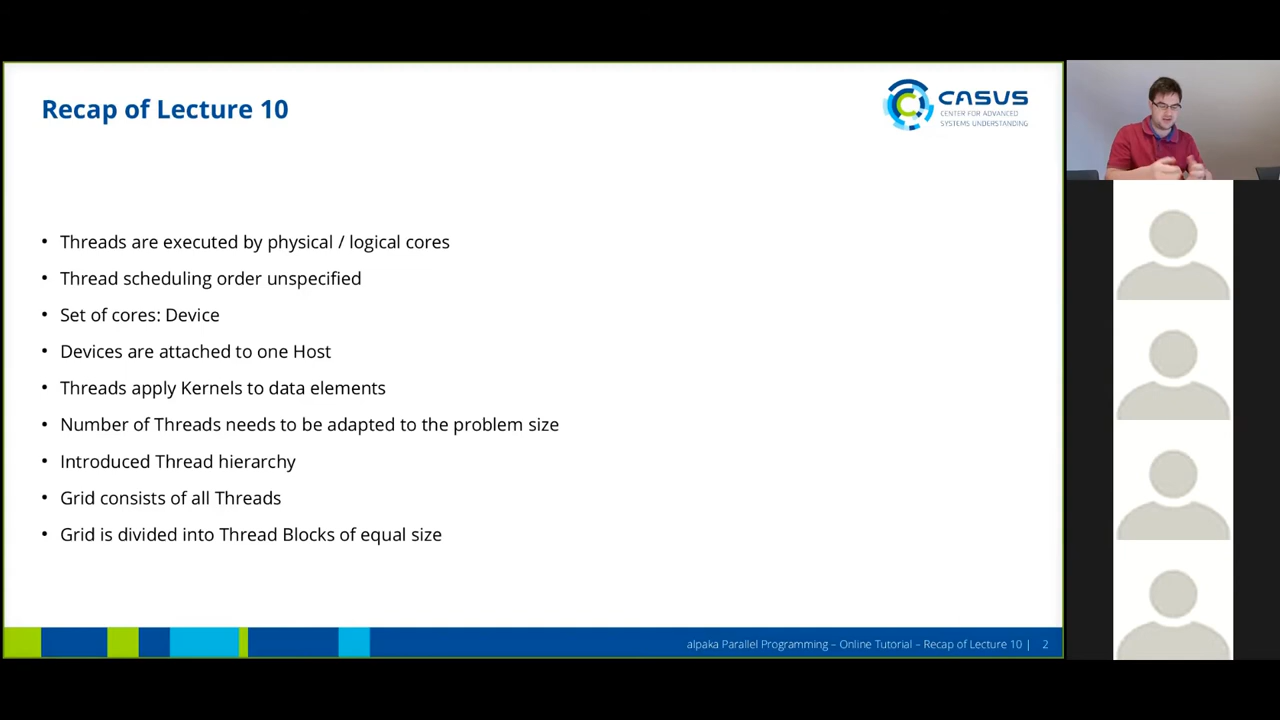 Recap of Lecture 10
CASUS
CENTER FOR ADVANCED
SYSTEMS UNDERSTANDING
• Threads are executed by physical / logical cores
• Thread scheduling order unspecified
• Set of cores: Device
• Devices are attached to one Host
• Threads apply Kernels to data elements
• Number of Threads needs to be adapted to the problem size
• Introduced Thread hierarchy
• Grid consists of all Threads
• Grid is divided into Thread Blocks of equal size
alpaka Parallel Programming – Online Tutorial – Recap of Lecture 10 | 2